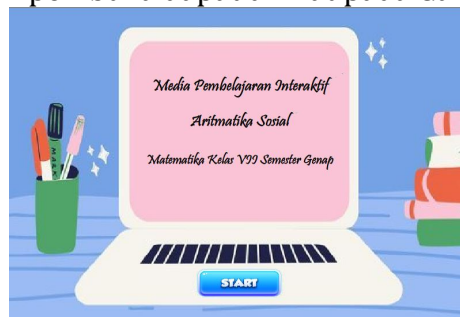 Media Pembelajaran Interaktif
Aritmatika Sosial
Matematika Kelas VII Semester Genap
START